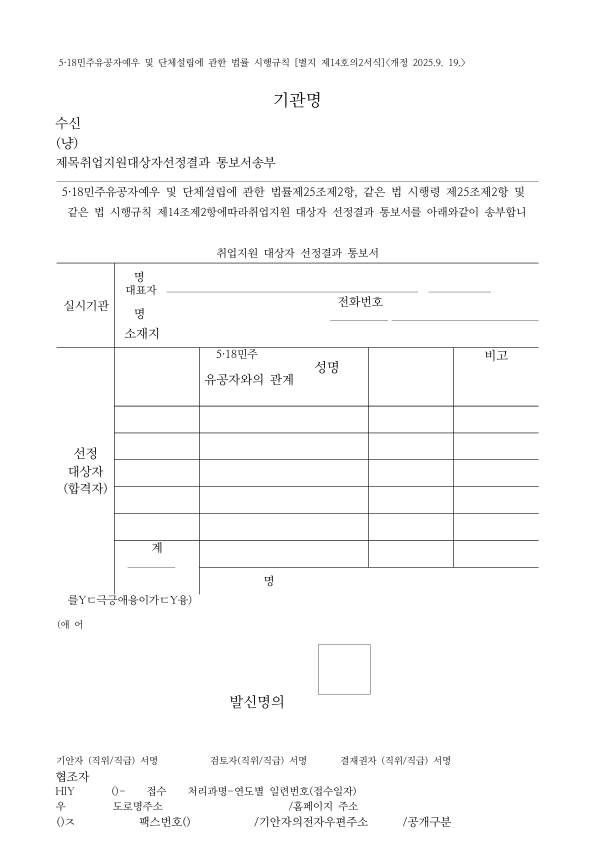 5·18민주유공자예우 및 단체설립에 관한 법률 시행규칙 [별지 제14호의2서식]<개정 2025.9. 19.>
기관명
수신
(냥)
제목취업지원대상자선정결과 통보서송부
5·18민주유공자예우 및 단체설립에 관한 법률제25조제2항, 같은 법 시행령 제25조제2항 및
같은 법 시행규칙 제14조제2항에따라취업지원 대상자 선정결과 통보서를 아래와같이 송부합니
취업지원 대상자 선정결과 통보서
명
대표자
실시기관
전화번호
명
소재지
5·18민주
유공자와의 관계
성명
비고
선정
대상자
(합격자)
계
명
를Y드극긍애용이가드Y융)
(애 어
발신명의
기안자 (직위/직급) 서명 검토자(직위/직급) 서명 결재권자 (직위/직급) 서명
협조자
HIY ()- 접수 처리과명-연도별 일련번호(접수일자)
우 도로명주소 /홈페이지 주소
()ㅈ 팩스번호() /기안자의전자우편주소 /공개구분